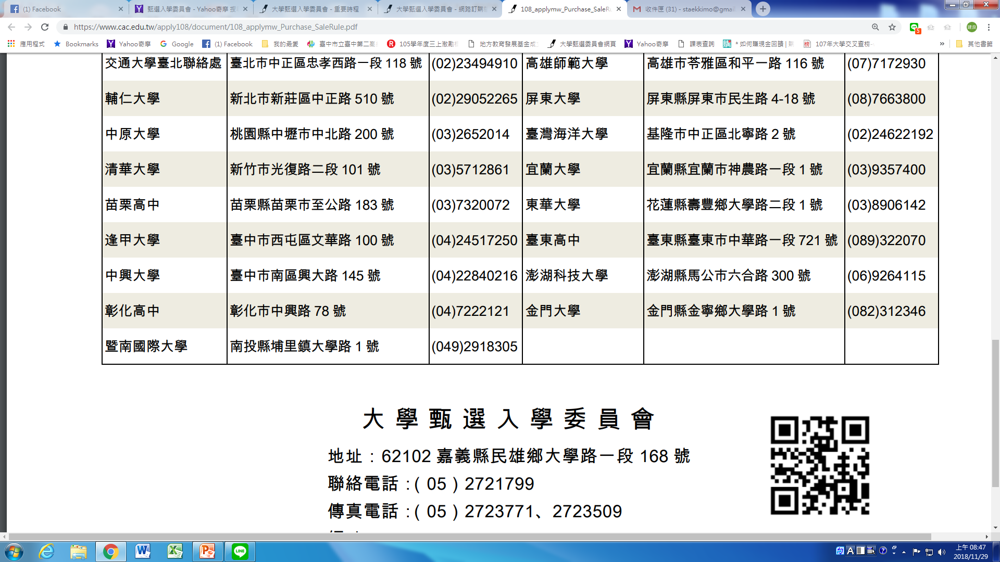 (1) Facebook
甄選入學委員會 - Yahoo奇摩 搜
大學甄選入學委員會 - 重要時程
大學甄選入學委員會 - 網路訂購
108_applymw_Purchase_SaleRu
收件匣 (31) - staekkimo@gmail
https://www.cac.edu.tw/apply108/document/108_applymw_Purchase_SaleRule.pdf
5
建良
應用程式
Bookmarks
Yahoo奇摩
Google
(1) Facebook
我的最愛
臺中市立臺中第二高
105學年度三上激勵
地方教育發展基金成
大學甄選委員會網頁
Yahoo奇摩
課表查詢
*如何賺現金回饋 |
107年大學交叉查榜-
»
其他書籤
交通大學臺北聯絡處 臺北市中正區忠孝西路一段 118 號 (02)23494910 高雄師範大學 高雄市苓雅區和平一路 116 號 (07)7172930
輔仁大學 新北市新莊區中正路 510 號 (02)29052265 屏東大學 屏東縣屏東市民生路 4-18 號 (08)7663800
中原大學 桃園縣中壢市中北路 200 號 (03)2652014 臺灣海洋大學 基隆市中正區北寧路 2 號 (02)24622192
清華大學 新竹市光復路二段 101 號 (03)5712861 宜蘭大學 宜蘭縣宜蘭市神農路一段 1 號 (03)9357400
苗栗高中 苗栗縣苗栗市至公路 183 號 (03)7320072 東華大學 花蓮縣壽豐鄉大學路二段 1 號 (03)8906142
逢甲大學 臺中市西屯區文華路 100 號 (04)24517250 臺東高中 臺東縣臺東市中華路一段 721 號 (089)322070
中興大學 臺中市南區興大路 145 號 (04)22840216 澎湖科技大學 澎湖縣馬公市六合路 300 號 (06)9264115
彰化高中 彰化市中興路 78 號 (04)7222121 金門大學 金門縣金寧鄉大學路 1 號 (082)312346
暨南國際大學 南投縣埔里鎮大學路 1 號 (049)2918305
大學甄選入學委員會
地址：62102 嘉義縣民雄鄉大學路一段 168 號
聯絡電話：( 05 ) 2721799
傳真電話：( 05 ) 2723771、2723509
上午 08:47
2018/11/29